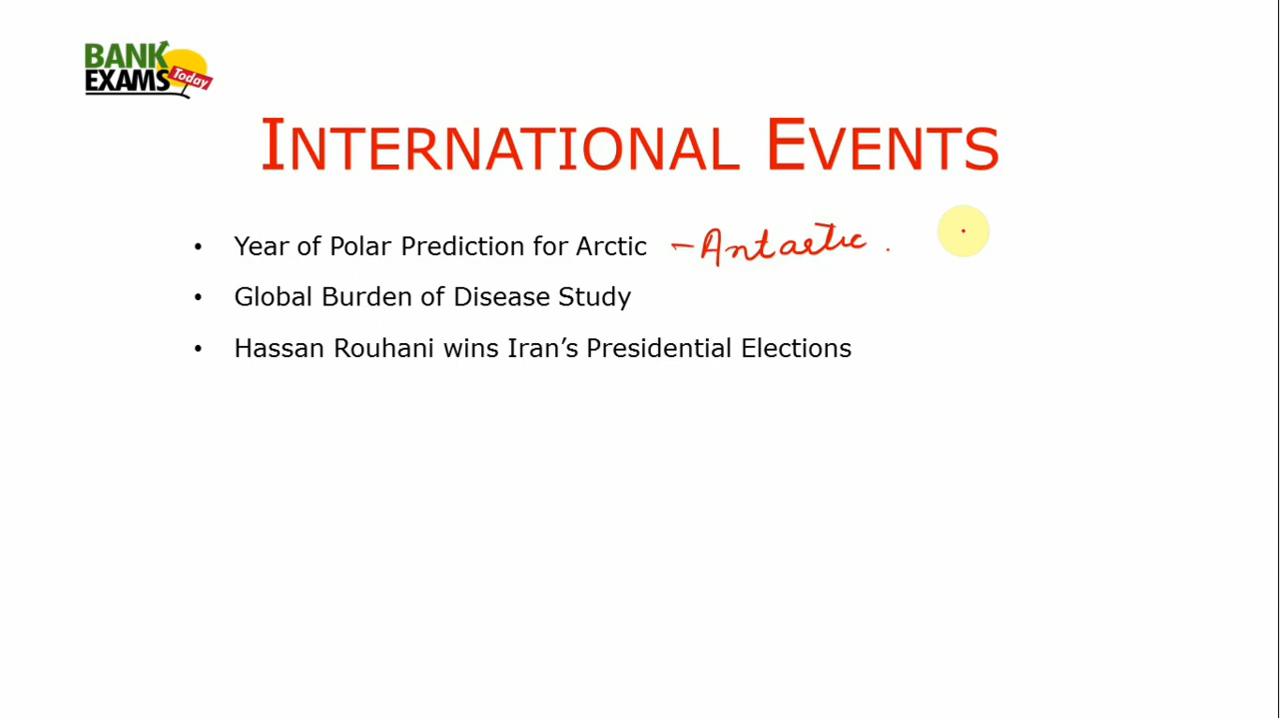 BANK
EXAMS Today
INTERNATIONAL EVENTS
• Year of Polar Prediction for Arctic – Antartic .
• Global Burden of Disease Study
• Hassan Rouhani wins Iran’s Presidential Elections